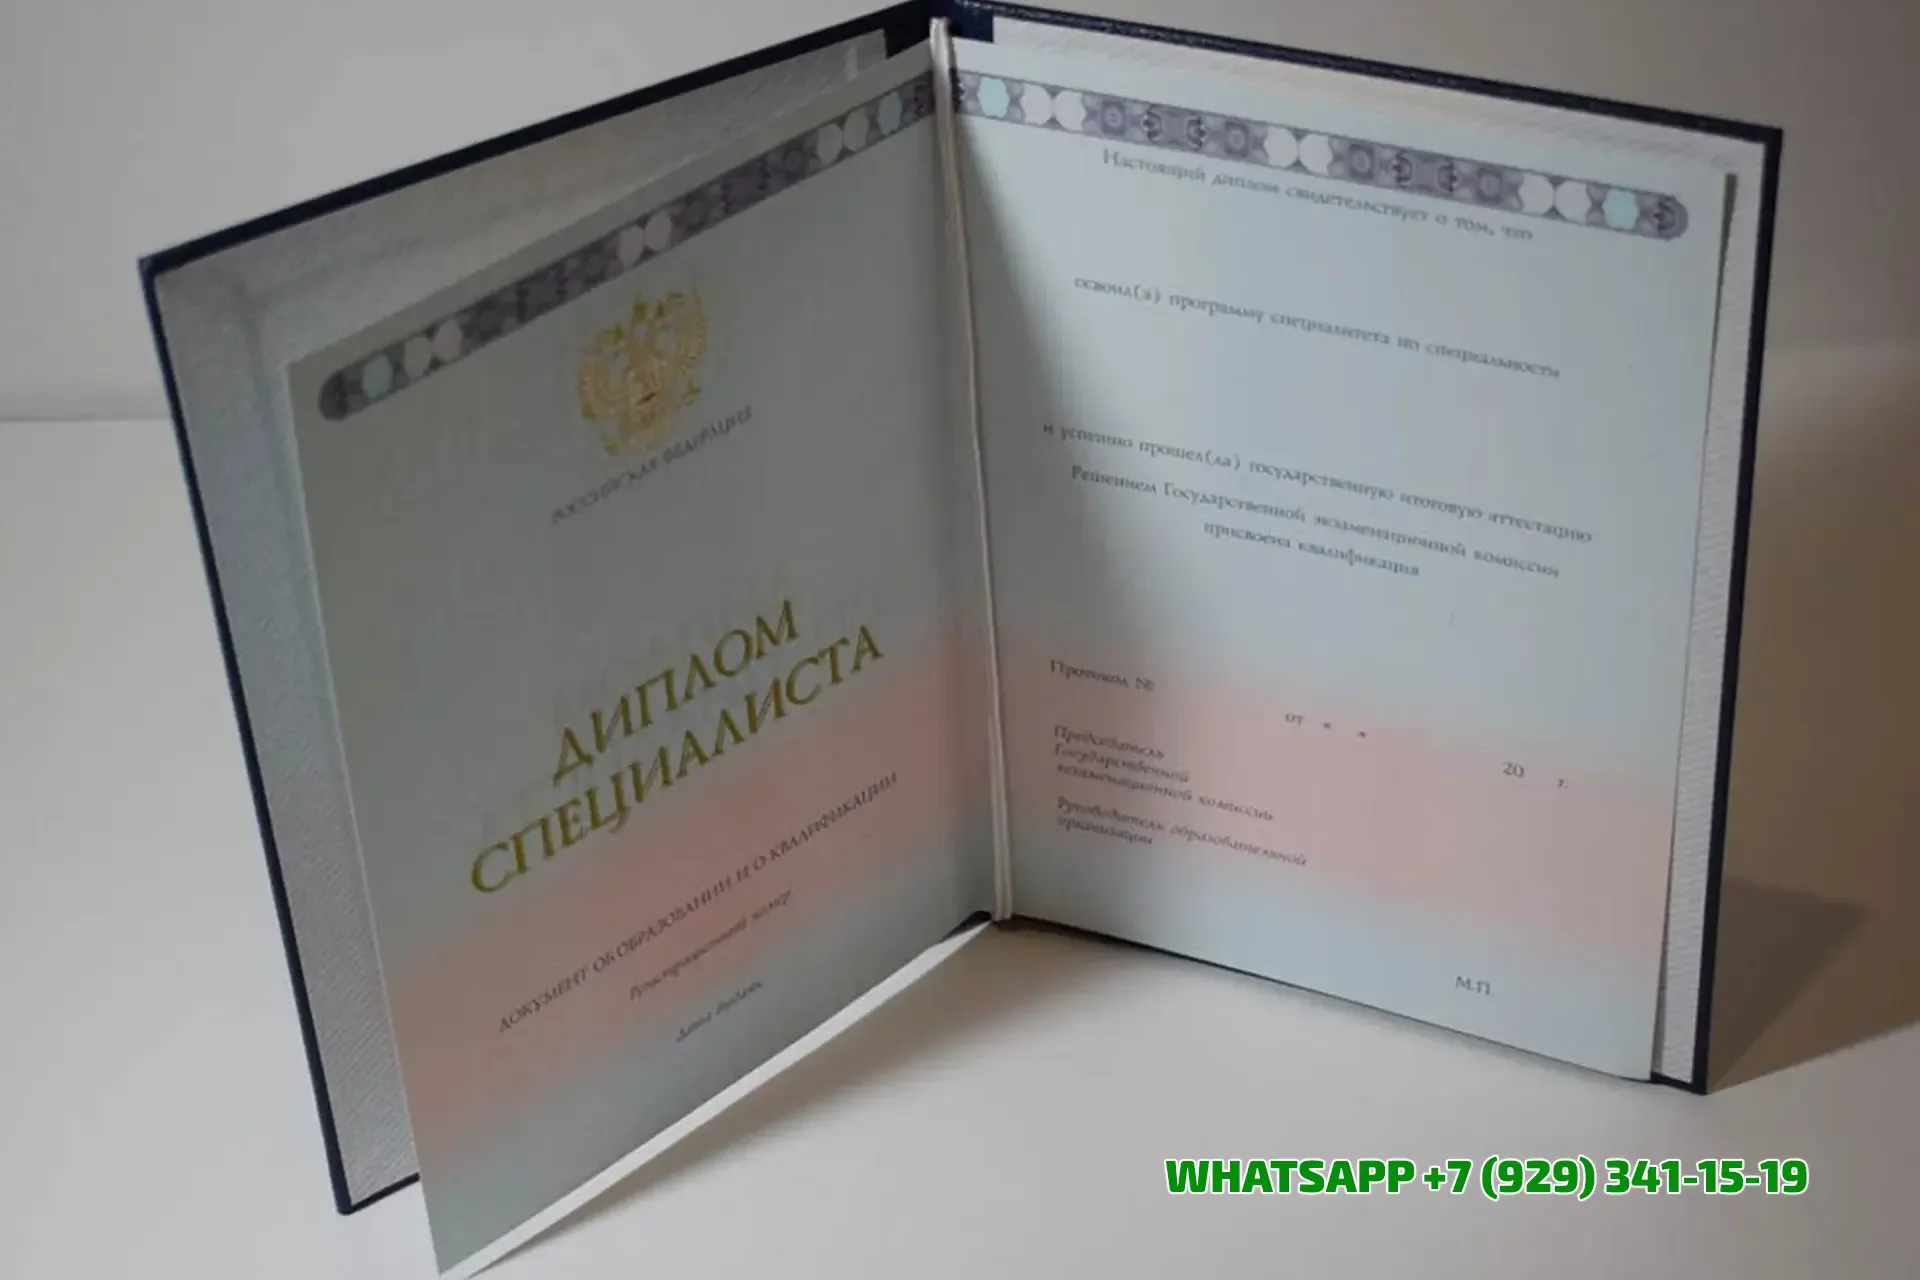 РОССИЙСКАЯ ФЕДЕРАЦИЯ
ДИПЛОМ
СПЕЦИАЛИСТА
ДОКУМЕНТ ОБ ОБРАЗОВАНИИ И О КВАЛИФИКАЦИИ
Регистрационный номер
Дата выдачи
Настоящий диплом свидетельствует о том, что
освоил(а) программу специалитета по специальности
и успешно прошел(ла) государственную итоговую аттестацию
Решением Государственной экзаменационной комиссии
присвоена квалификация
Протокол №
от « » 20 г.
Председатель
Государственной
экзаменационной комиссии
Руководитель образовательной
организации
М.П.
WHATSAPP +7 (929) 341-15-19